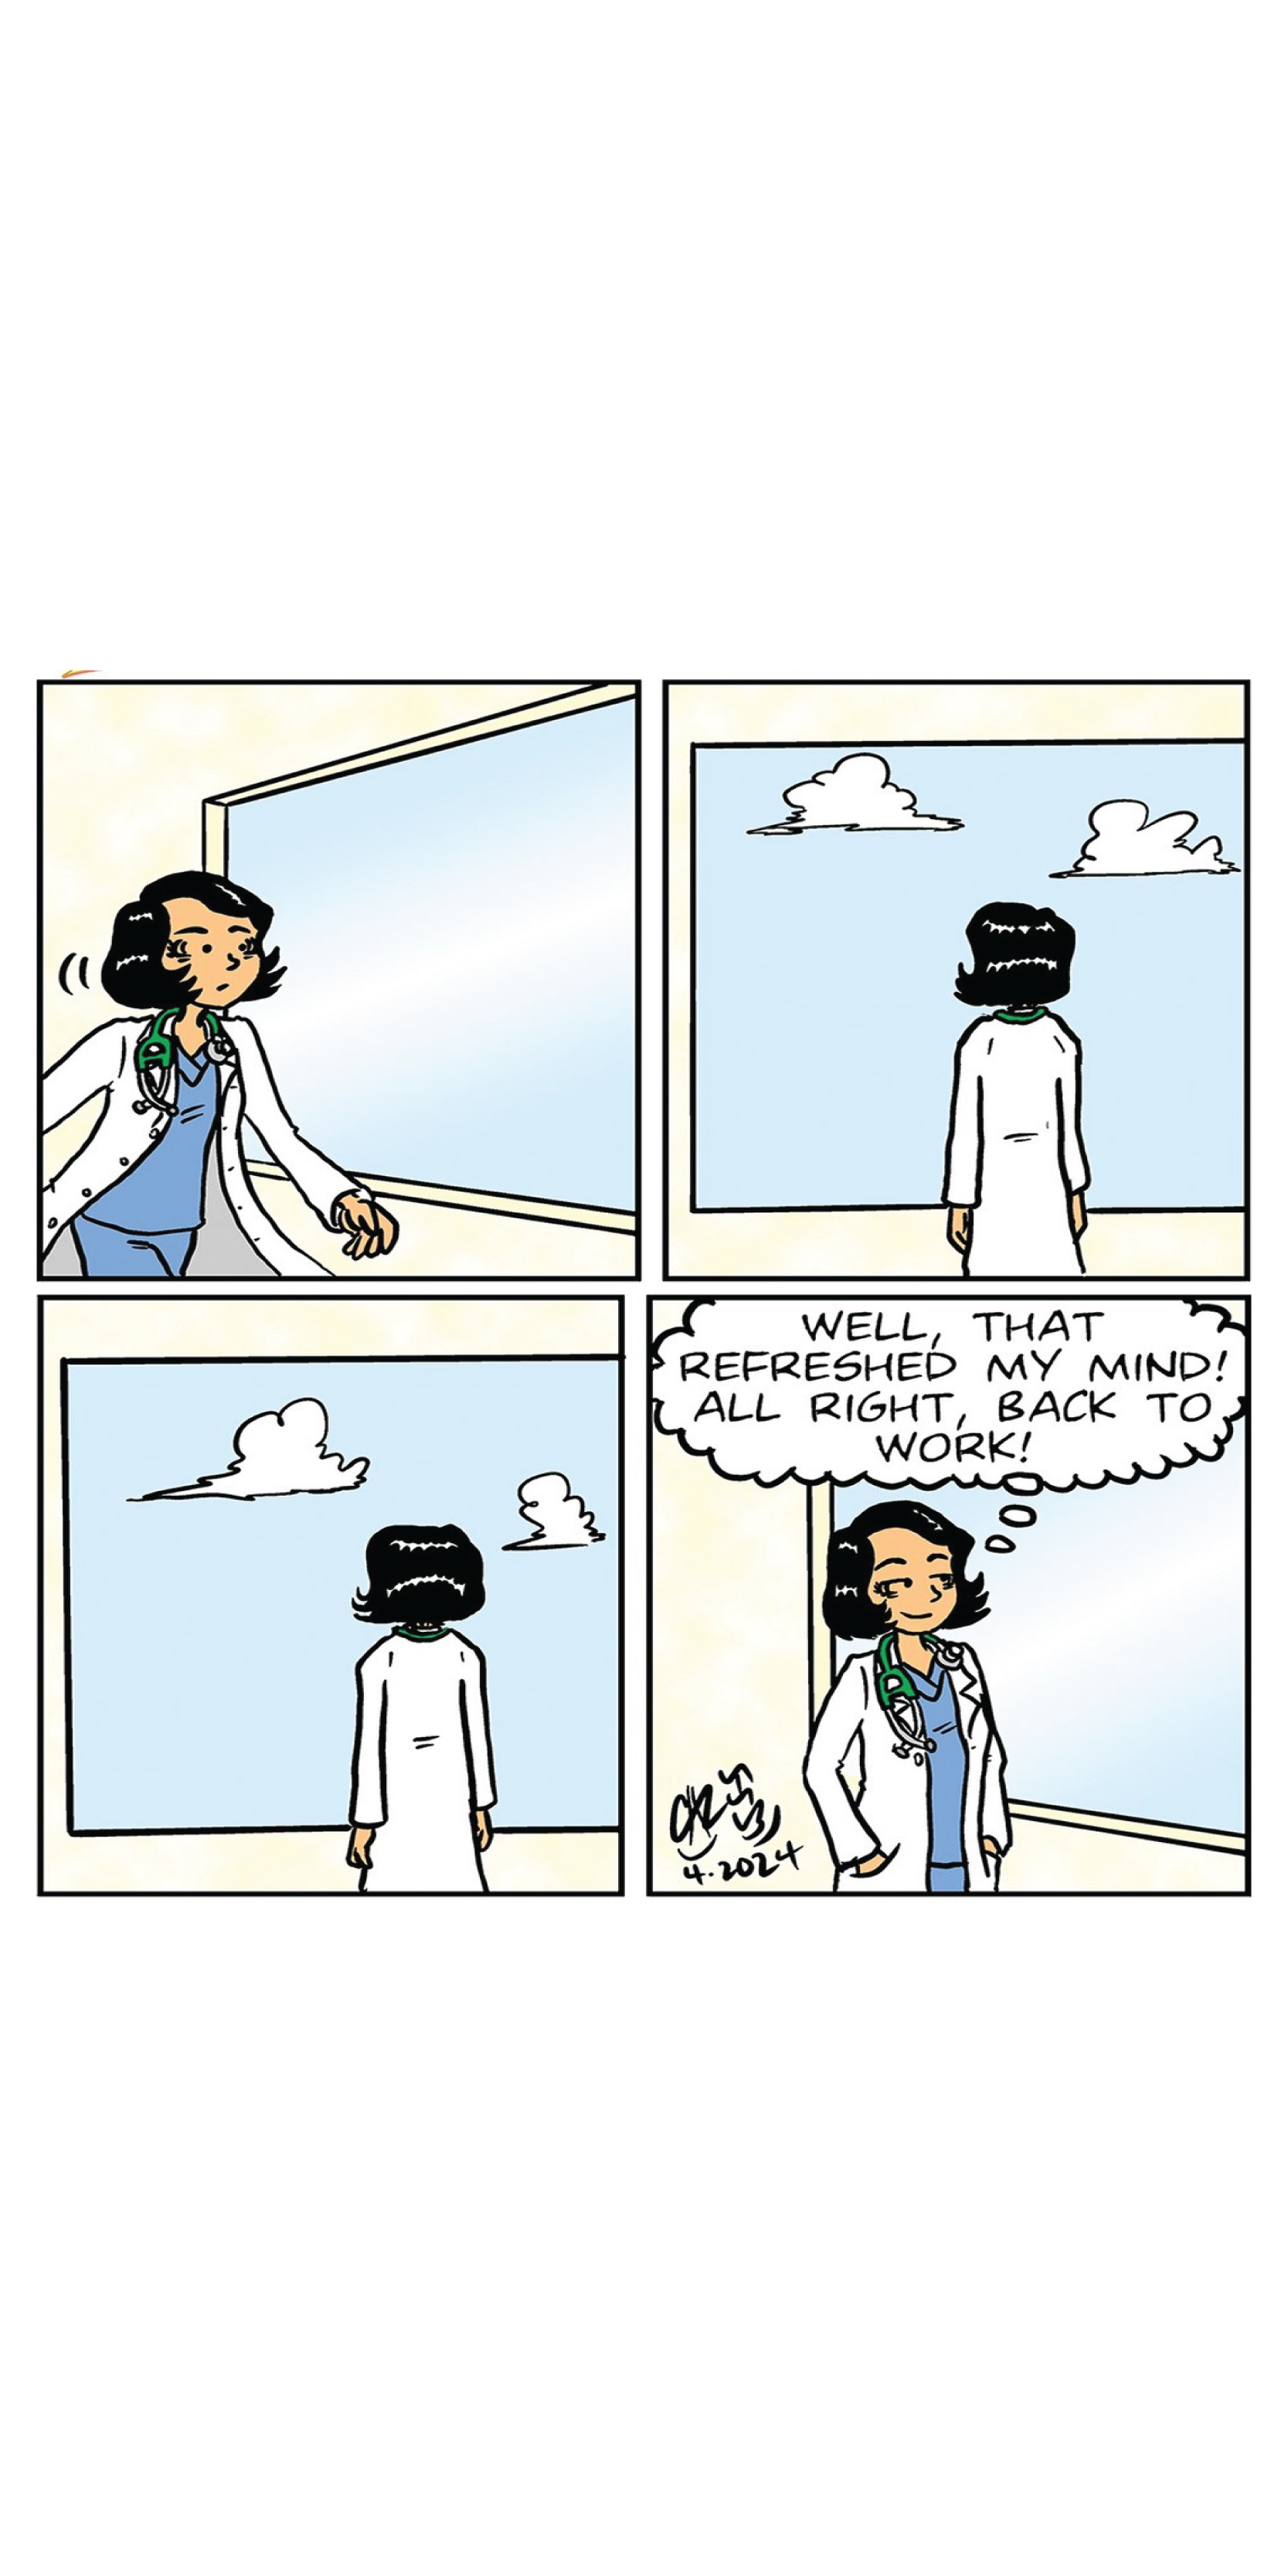 WELL, THAT
REFRESHED MY MIND!
ALL RIGHT, BACK TO
WORK!
4.2024